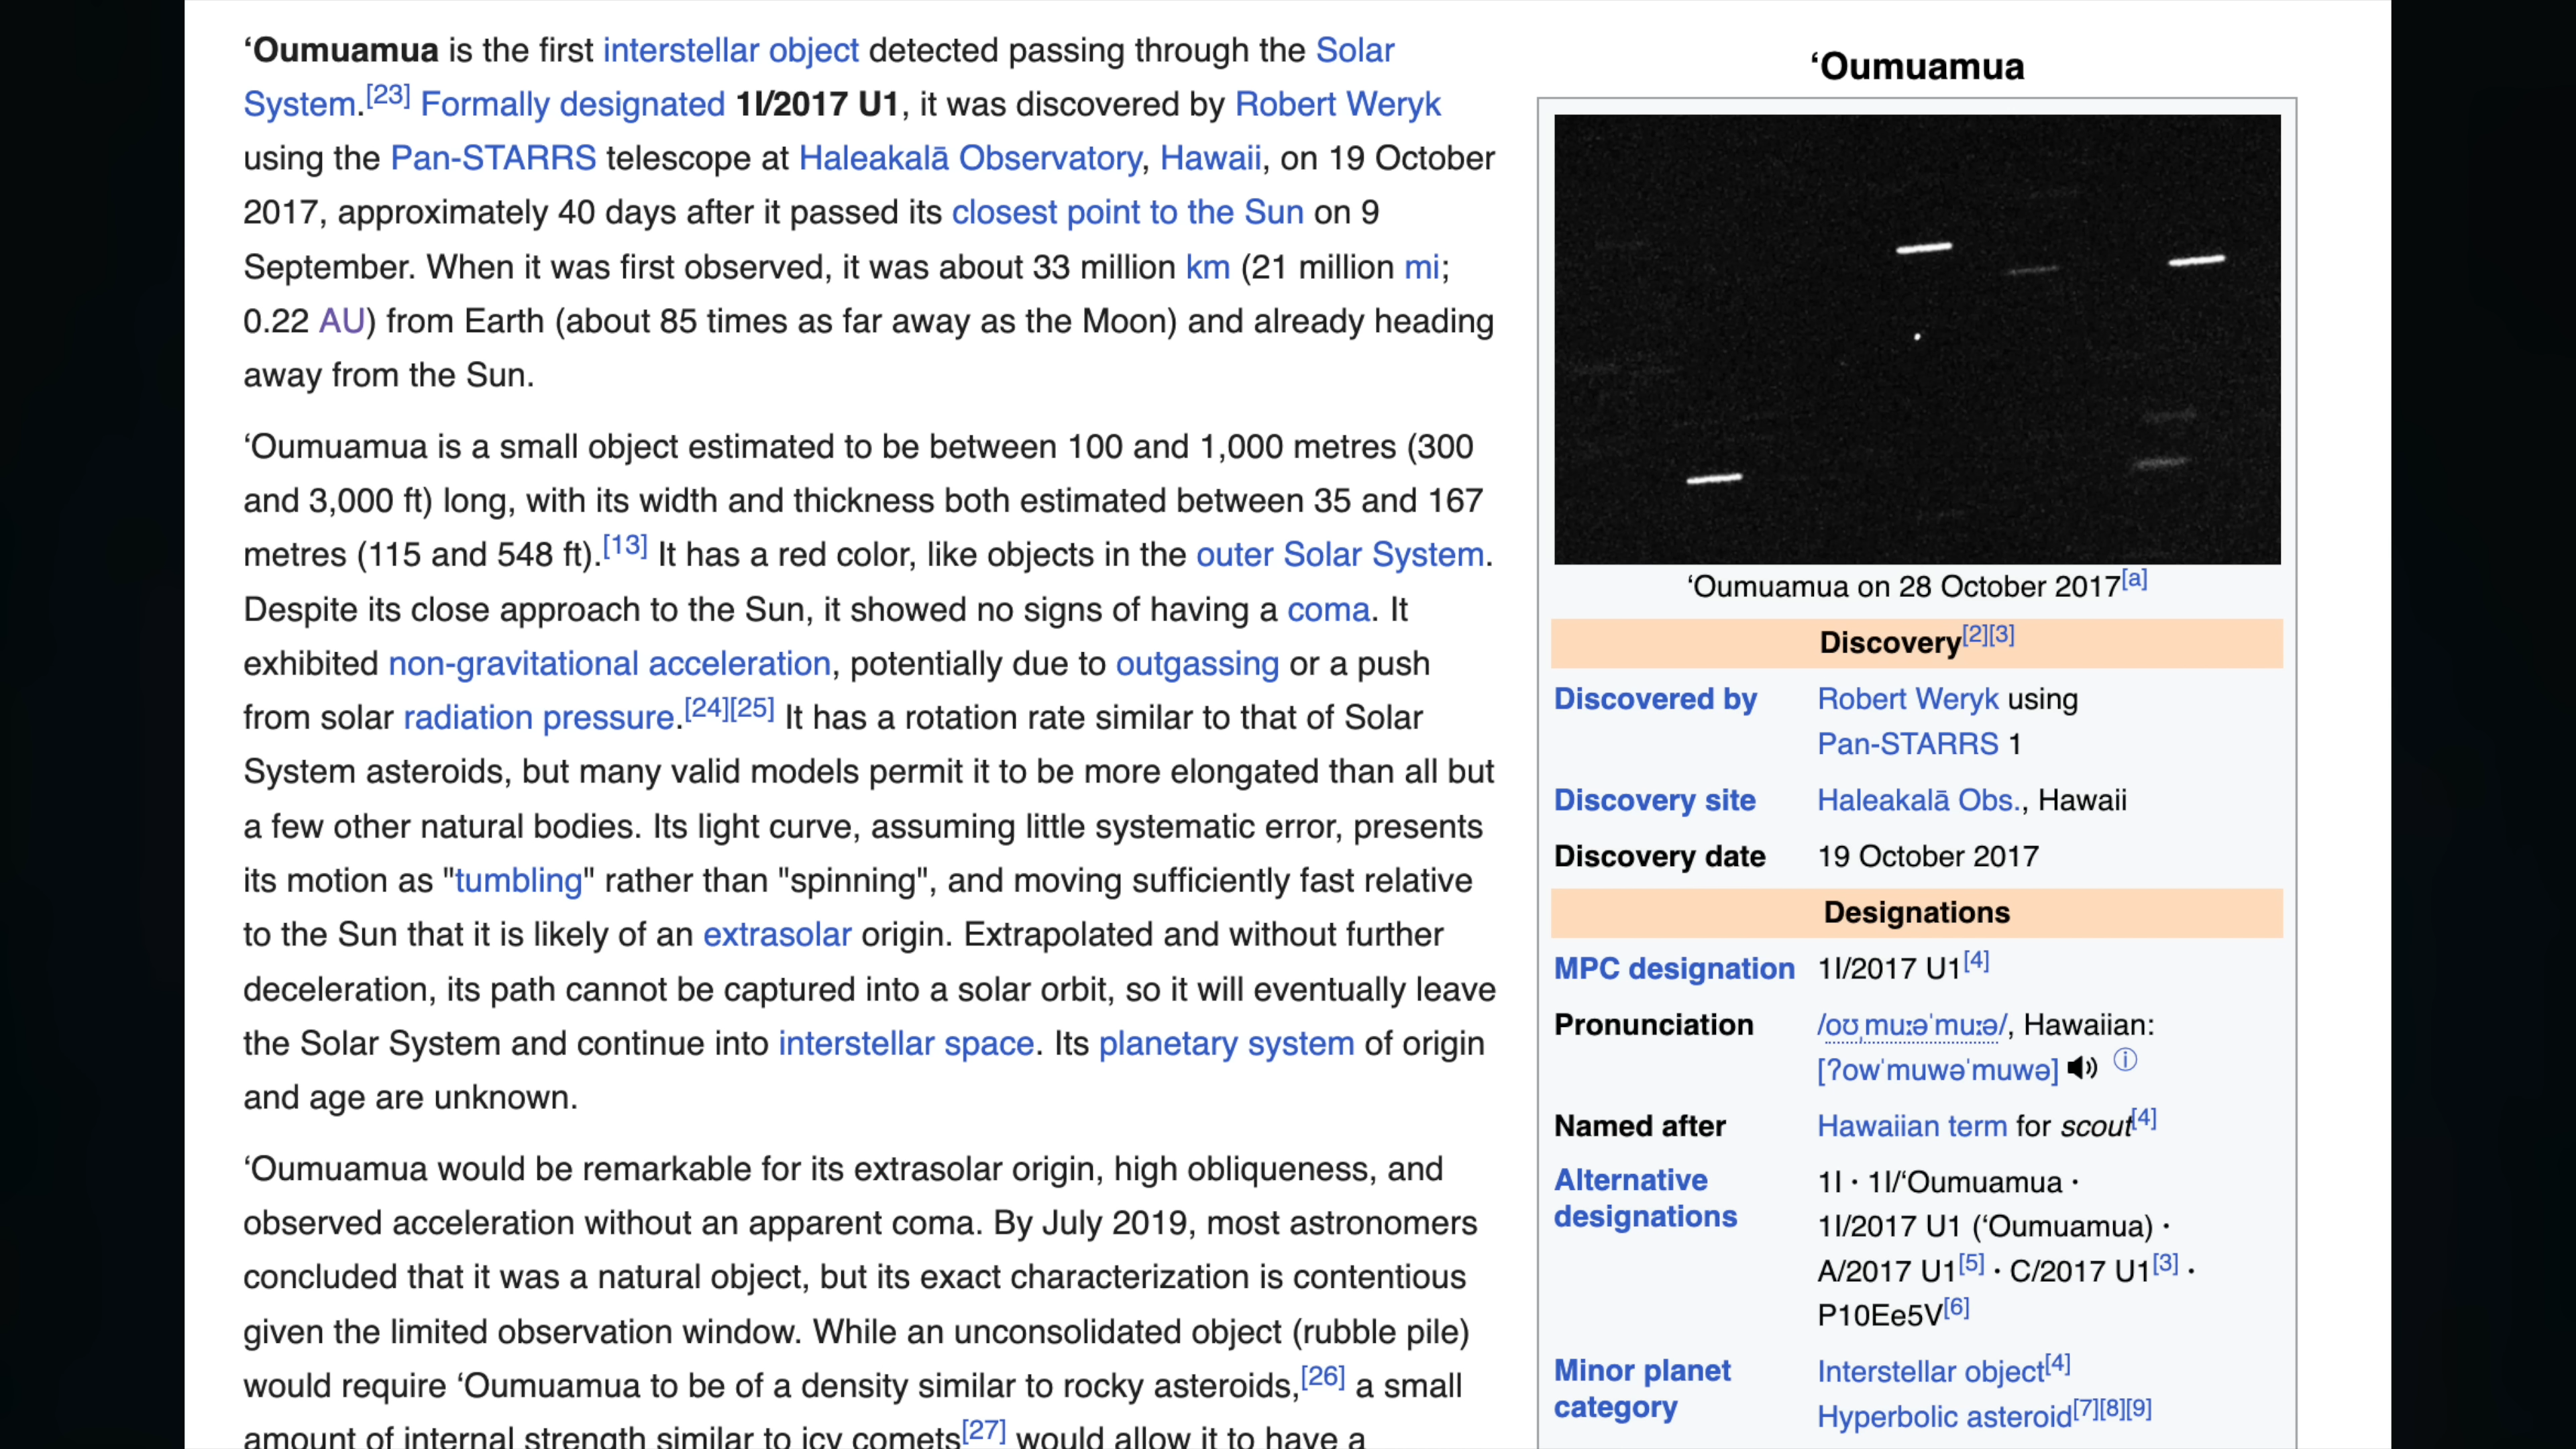 ʻOumuamua is the first interstellar object detected passing through the Solar
System.[23] Formally designated 1I/2017 U1, it was discovered by Robert Weryk
using the Pan-STARRS telescope at Haleakalā Observatory, Hawaii, on 19 October
2017, approximately 40 days after it passed its closest point to the Sun on 9
September. When it was first observed, it was about 33 million km (21 million mi;
0.22 AU) from Earth (about 85 times as far away as the Moon) and already heading
away from the Sun.
ʻOumuamua is a small object estimated to be between 100 and 1,000 metres (300
and 3,000 ft) long, with its width and thickness both estimated between 35 and 167
metres (115 and 548 ft).[13] It has a red color, like objects in the outer Solar System.
Despite its close approach to the Sun, it showed no signs of having a coma. It
exhibited non-gravitational acceleration, potentially due to outgassing or a push
from solar radiation pressure.[24][25] It has a rotation rate similar to that of Solar
System asteroids, but many valid models permit it to be more elongated than all but
a few other natural bodies. Its light curve, assuming little systematic error, presents
its motion as "tumbling" rather than "spinning", and moving sufficiently fast relative
to the Sun that it is likely of an extrasolar origin. Extrapolated and without further
deceleration, its path cannot be captured into a solar orbit, so it will eventually leave
the Solar System and continue into interstellar space. Its planetary system of origin
and age are unknown.
ʻOumuamua would be remarkable for its extrasolar origin, high obliqueness, and
observed acceleration without an apparent coma. By July 2019, most astronomers
concluded that it was a natural object, but its exact characterization is contentious
given the limited observation window. While an unconsolidated object (rubble pile)
would require ʻOumuamua to be of a density similar to rocky asteroids,[26] a small
amount of internal strength similar to icy comets[27] would allow it to have a
ʻOumuamua
ʻOumuamua on 28 October 2017[a]
Discovery[2][3]
Discovered by Robert Weryk using
Pan-STARRS 1
Discovery site Haleakalā Obs., Hawaii
Discovery date 19 October 2017
Designations
MPC designation 1I/2017 U1[4]
Pronunciation /oʊˌmuːəˈmuːə/, Hawaiian:
[ʔowˈmuwəˈmuwə]
Named after Hawaiian term for scout[4]
Alternative 1I · 1I/ʻOumuamua ·
designations 1I/2017 U1 (ʻOumuamua) ·
A/2017 U1[5] · C/2017 U1[3] ·
P10Ee5V[6]
Minor planet Interstellar object[4]
category Hyperbolic asteroid[7][8][9]